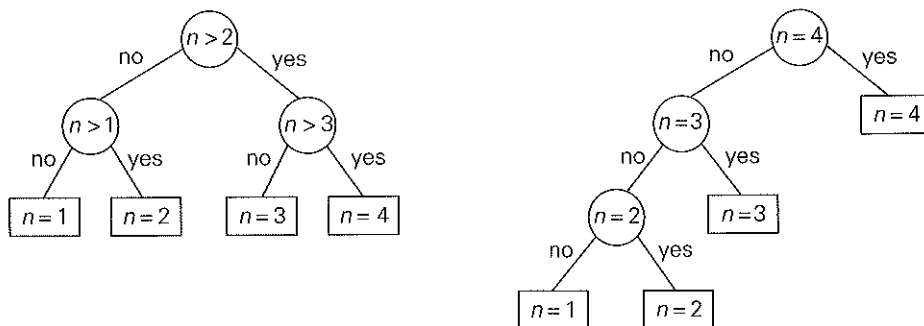 n > 2
no
yes
n > 1
n > 3
no
yes
no
yes
n = 1
n = 2
n = 3
n = 4
n = 4
no
yes
n = 3
n = 4
no
yes
n = 2
n = 3
no
yes
n = 1
n = 2